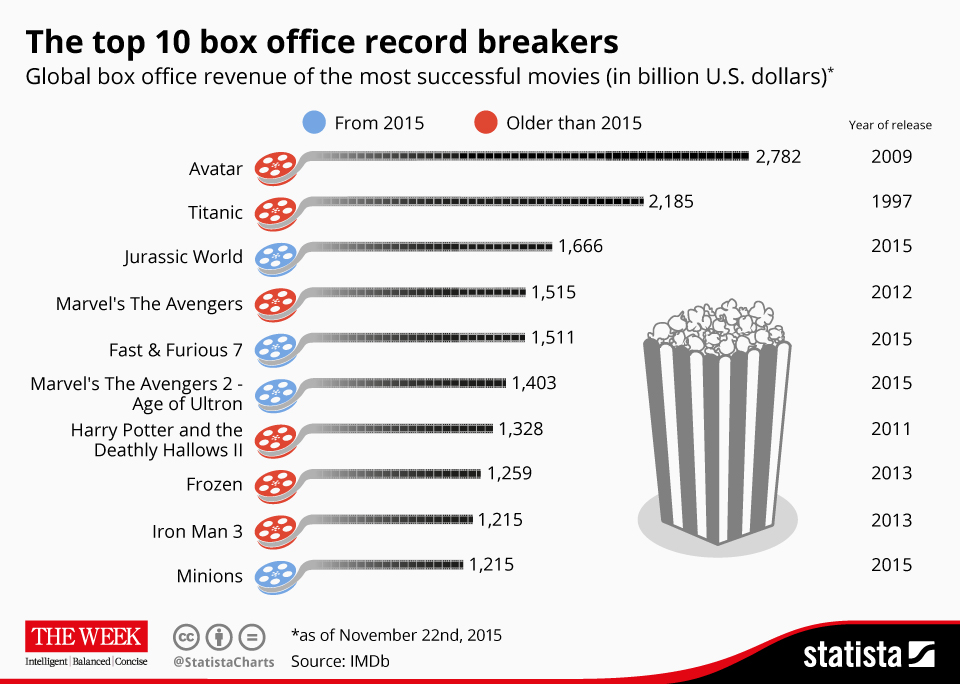 The top 10 box office record breakers
Global box office revenue of the most successful movies (in billion U.S. dollars)*
From 2015 Older than 2015 Year of release
Avatar 2,782 2009
Titanic 2,185 1997
Jurassic World 1,666 2015
Marvel's The Avengers 1,515 2012
Fast & Furious 7 1,511 2015
Marvel's The Avengers 2 -
Age of Ultron 1,403 2015
Harry Potter and the
Deathly Hallows II 1,328 2011
Frozen 1,259 2013
Iron Man 3 1,215 2013
Minions 1,215 2015
THE WEEK
Intelligent | Balanced | Concise
cc
@StatistaCharts
*as of November 22nd, 2015
Source: IMDb
statista